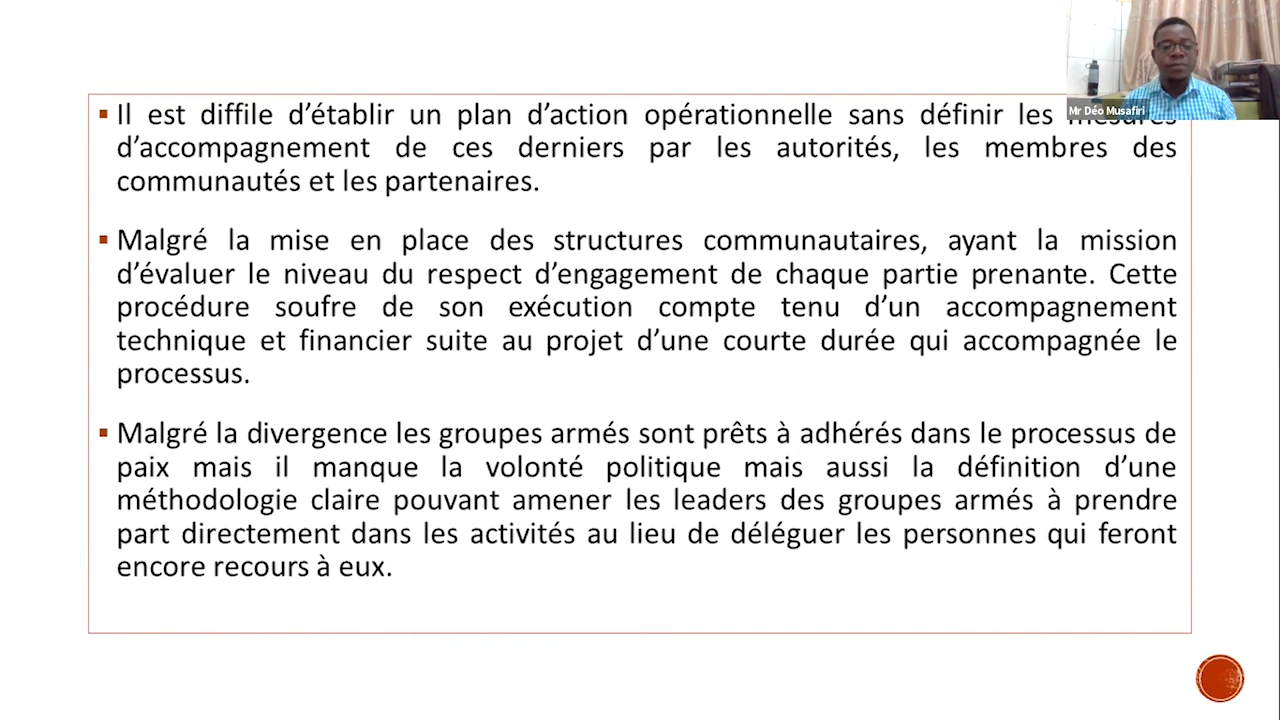 ▪ Il est diffile d’établir un plan d’action opérationnelle sans définir les mesures
d’accompagnement de ces derniers par les autorités, les membres des
communautés et les partenaires.
▪ Malgré la mise en place des structures communautaires, ayant la mission
d’évaluer le niveau du respect d’engagement de chaque partie prenante. Cette
procédure soufre de son exécution compte tenu d’un accompagnement
technique et financier suite au projet d’une courte durée qui accompagnée le
processus.
▪ Malgré la divergence les groupes armés sont prêts à adhérés dans le processus de
paix mais il manque la volonté politique mais aussi la définition d’une
méthodologie claire pouvant amener les leaders des groupes armés à prendre
part directement dans les activités au lieu de déléguer les personnes qui feront
encore recours à eux.
Mr Déo Musafiri